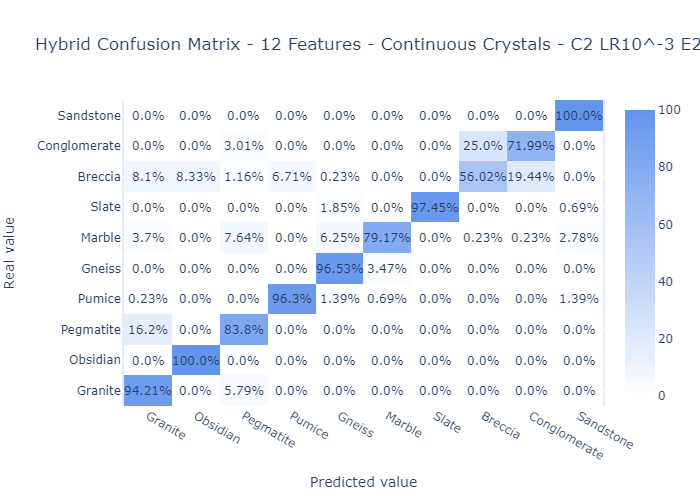 Hybrid Confusion Matrix - 12 Features - Continuous Crystals - C2 LR10^-3 E2
Sandstone 0.0% 0.0% 0.0% 0.0% 0.0% 0.0% 0.0% 0.0% 0.0% 100.0%
Conglomerate 0.0% 0.0% 3.01% 0.0% 0.0% 0.0% 0.0% 25.0% 71.99% 0.0%
Breccia 8.1% 8.33% 1.16% 6.71% 0.23% 0.0% 0.0% 56.02% 19.44% 0.0%
Slate 0.0% 0.0% 0.0% 0.0% 1.85% 0.0% 97.45% 0.0% 0.0% 0.69%
Marble 3.7% 0.0% 7.64% 0.0% 6.25% 79.17% 0.0% 0.23% 0.23% 2.78%
Gneiss 0.0% 0.0% 0.0% 0.0% 96.53% 3.47% 0.0% 0.0% 0.0% 0.0%
Pumice 0.23% 0.0% 0.0% 96.3% 1.39% 0.69% 0.0% 0.0% 0.0% 1.39%
Pegmatite 16.2% 0.0% 83.8% 0.0% 0.0% 0.0% 0.0% 0.0% 0.0% 0.0%
Obsidian 0.0% 100.0% 0.0% 0.0% 0.0% 0.0% 0.0% 0.0% 0.0% 0.0%
Granite 94.21% 0.0% 5.79% 0.0% 0.0% 0.0% 0.0% 0.0% 0.0% 0.0%
Granite Obsidian Pegmatite Pumice Gneiss Marble Slate Breccia Conglomerate Sandstone
Predicted value
Real value
100
80
60
40
20
0